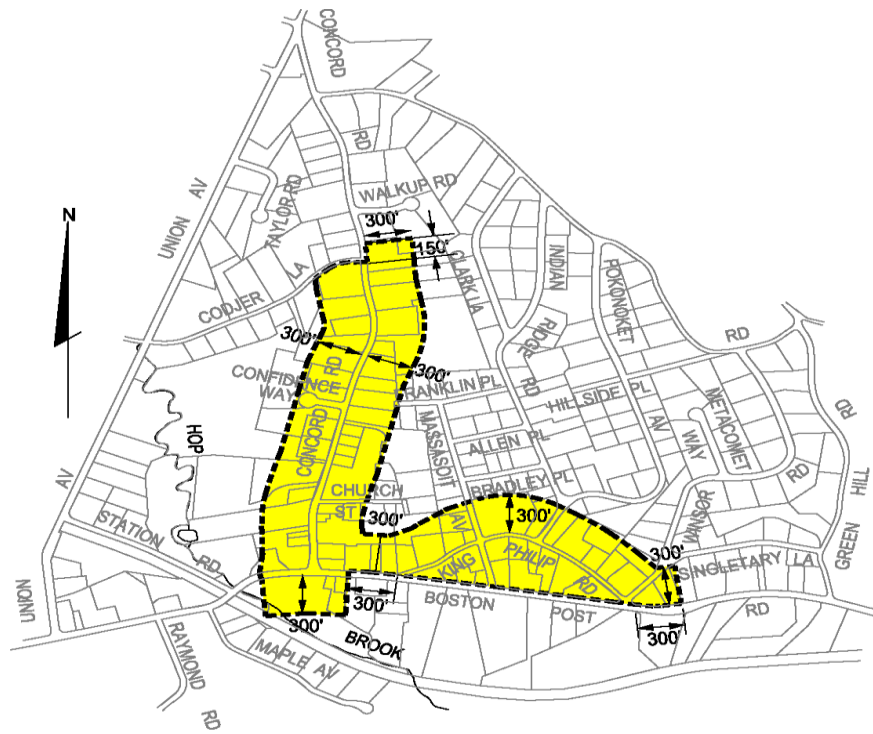 CONCORD
RD
UNION AV
TAYLOR RD
WALKUP RD
N
300'
150'
CODJER LA
CLARK LA
INDIAN
RIDGE
RD
POKONOKET
AV
RD
300'
300'
CONFIDENCE
WAY
CONCORD RD
FRANKLIN PL
HILLSIDE PL
MASSASOIT
AV
ALLEN PL
METACOMET
WAY
RD
RD
GREEN HILL
HOP
AV
UNION
CHURCH
ST
BRADLEY PL
MANSOR
STATION
RD
300'
300'
300'
KING PHILIP RD
SINGLETARY LA
300'
BOSTON POST RD
300'
300'
BROOK
MAPLE AV
RAYMOND
RD